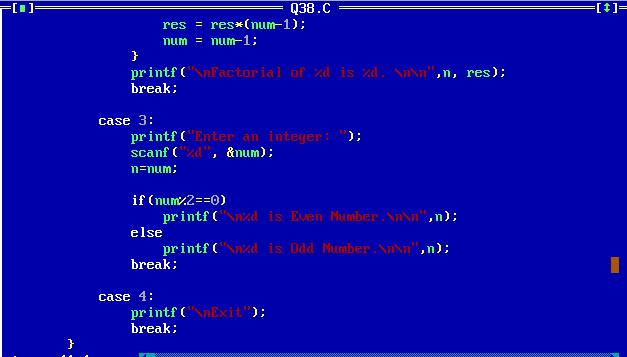 Q38.C
res = res*(num-1);
num = num-1;
}
printf("\nFactorial of %d is %d. \n\n",n, res);
break;
case 3:
printf("Enter an integer: ");
scanf("%d", &num);
n=num;
if(num%2==0)
printf("\n%d is Even Number.\n\n",n);
else
printf("\n%d is Odd Number.\n\n",n);
break;
case 4:
printf("\nExit");
break;
}